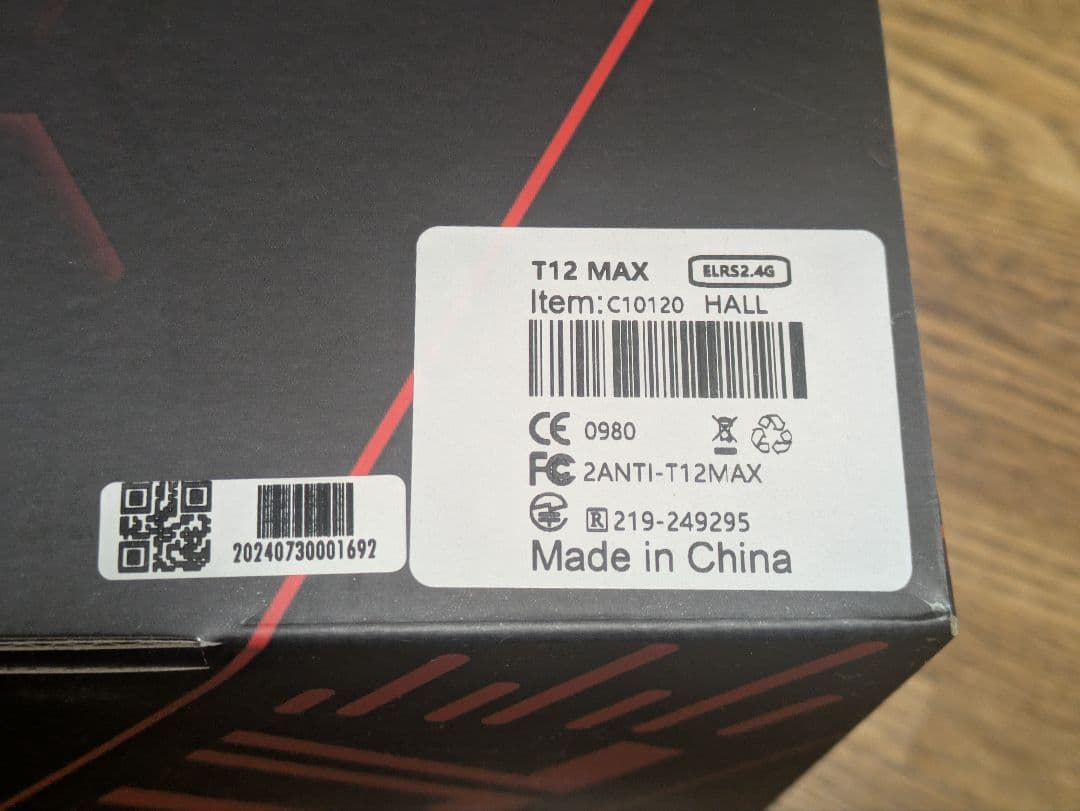 T12 MAX ELRS2.4G
Item:C10120 HALL
CE 0980
FC 2ANTI-T12MAX
R 219-249295
Made in China
20240730001692